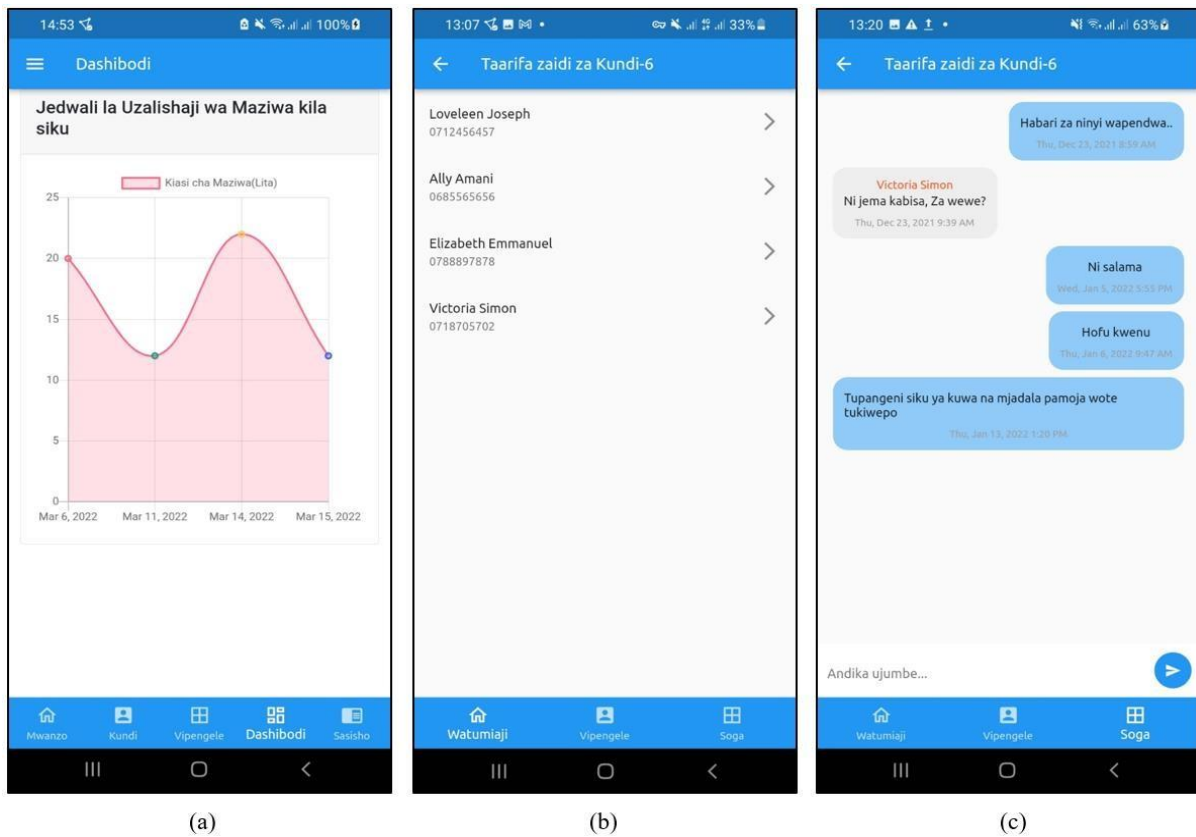 14:53
100%
Dashibodi
Jedwali la Uzalishaji wa Maziwa kila
siku
Kiasi cha Maziwa(Lita)
25
20
15
10
5
0
Mar 6, 2022 Mar 11, 2022 Mar 14, 2022 Mar 15, 2022
Mwanzo Kundi Vipengele Dashibodi Sasisho
(a)
13:07
33%
Taarifa zaidi za Kundi-6
Loveleen Joseph
0712456457
Ally Amani
0685565656
Elizabeth Emmanuel
0788897878
Victoria Simon
0718705702
Watumiaji Vipengele Soga
(b)
13:20
63%
Taarifa zaidi za Kundi-6
Habari za ninyi wapendwa..
Thu, Dec 23, 2021 8:59 AM
Victoria Simon
Ni jema kabisa, Za wewe?
Thu, Dec 23, 2021 9:39 AM
Ni salama
Wed, Jan 5, 2022 5:55 PM
Hofu kwenu
Thu, Jan 6, 2022 9:47 AM
Tupangeni siku ya kuwa na mjadala pamoja wote
tukiwepo
Thu, Jan 13, 2022 1:20 PM
Andika ujumbe...
Watumiaji Vipengele Soga
(c)